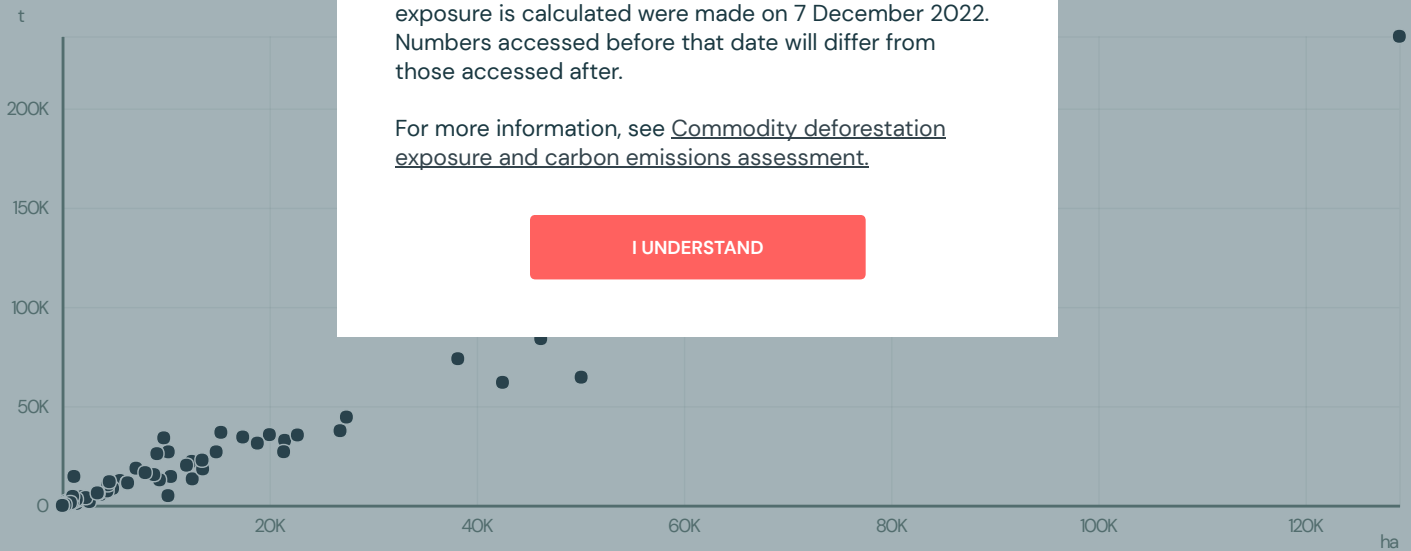 t
exposure is calculated were made on 7 December 2022.
Numbers accessed before that date will differ from
those accessed after.
200K
For more information, see Commodity deforestation
exposure and carbon emissions assessment.
150K
I UNDERSTAND
100K
50K
0
20K 40K 60K 80K 100K 120K
ha